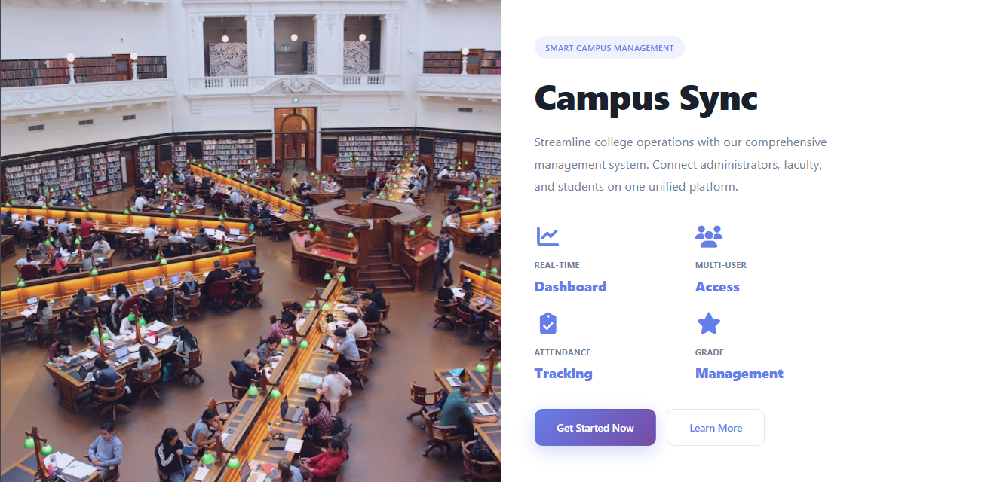 SMART CAMPUS MANAGEMENT
Campus Sync
Streamline college operations with our comprehensive
management system. Connect administrators, faculty,
and students on one unified platform.
REAL-TIME
Dashboard
MULTI-USER
Access
ATTENDANCE
Tracking
GRADE
Management
Get Started Now
Learn More